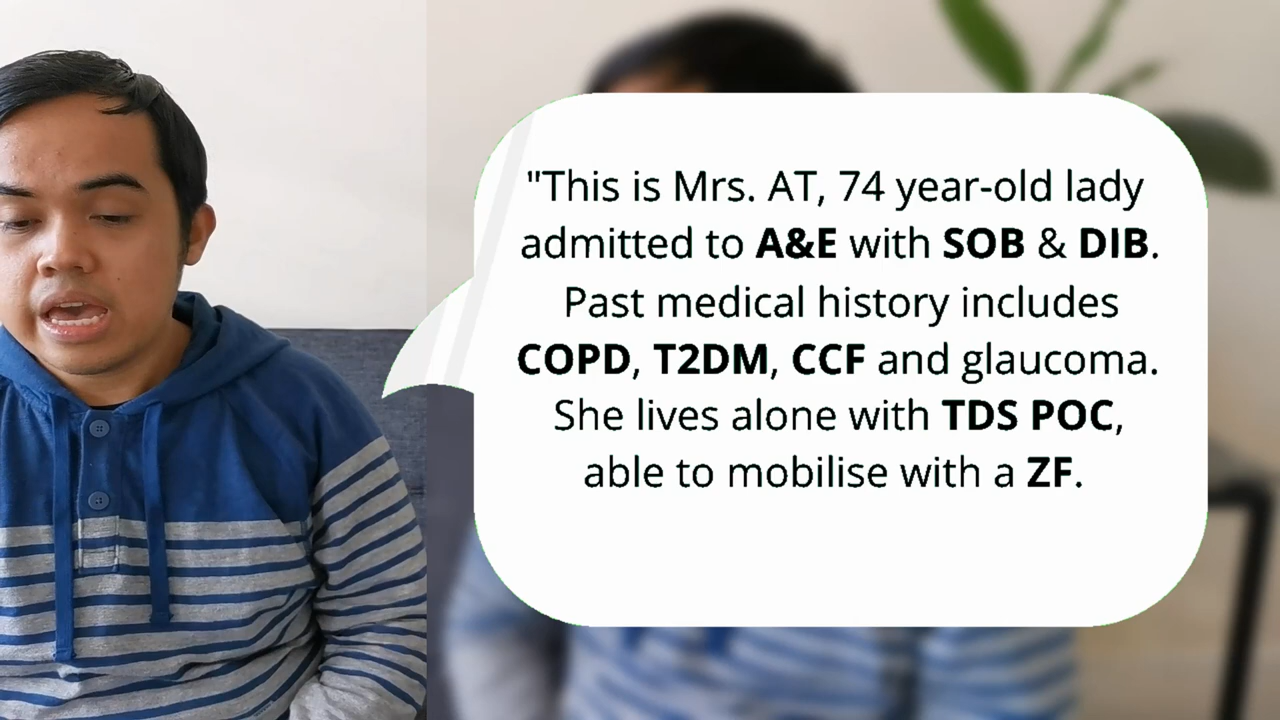 "This is Mrs. AT, 74 year-old lady
admitted to A&E with SOB & DIB.
Past medical history includes
COPD, T2DM, CCF and glaucoma.
She lives alone with TDS POC,
able to mobilise with a ZF.